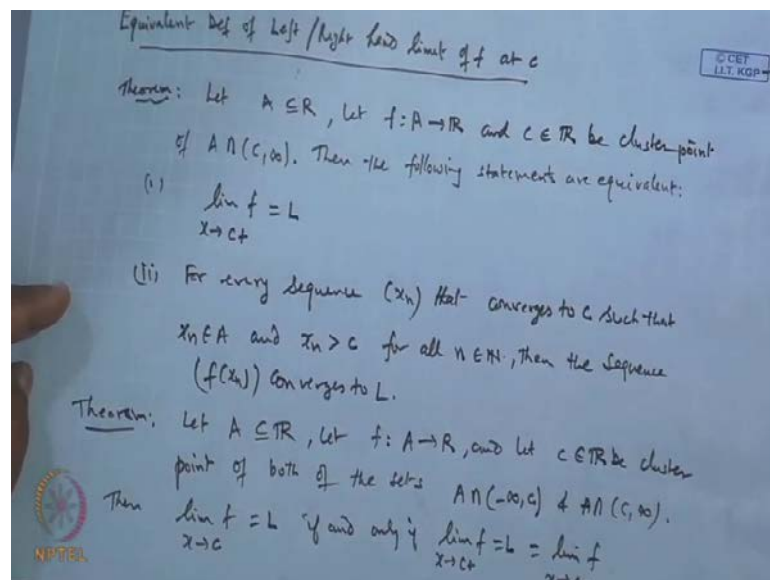 Equivalent Def of Left/Right hand limit of f at c
© CET
I.I.T. KGP
Theorem: Let A ⊆ R, Let f: A → R and c ∈ R be cluster point
of A ∩ (c, ∞). Then the following statements are equivalent:
(i)
lim f = L
x→c+
(ii) For every sequence (xn) that converges to c such that
xn ∈ A and xn > c for all n ∈ N, then the sequence
(f(xn)) converges to L.
Theorem: Let A ⊆ R, Let f: A → R, and let c ∈ R be cluster
point of both of the sets A ∩ (-∞, c) & A ∩ (c, ∞).
Then lim f = L if and only if lim f = L = lim f
x→c x→c+
NPTEL